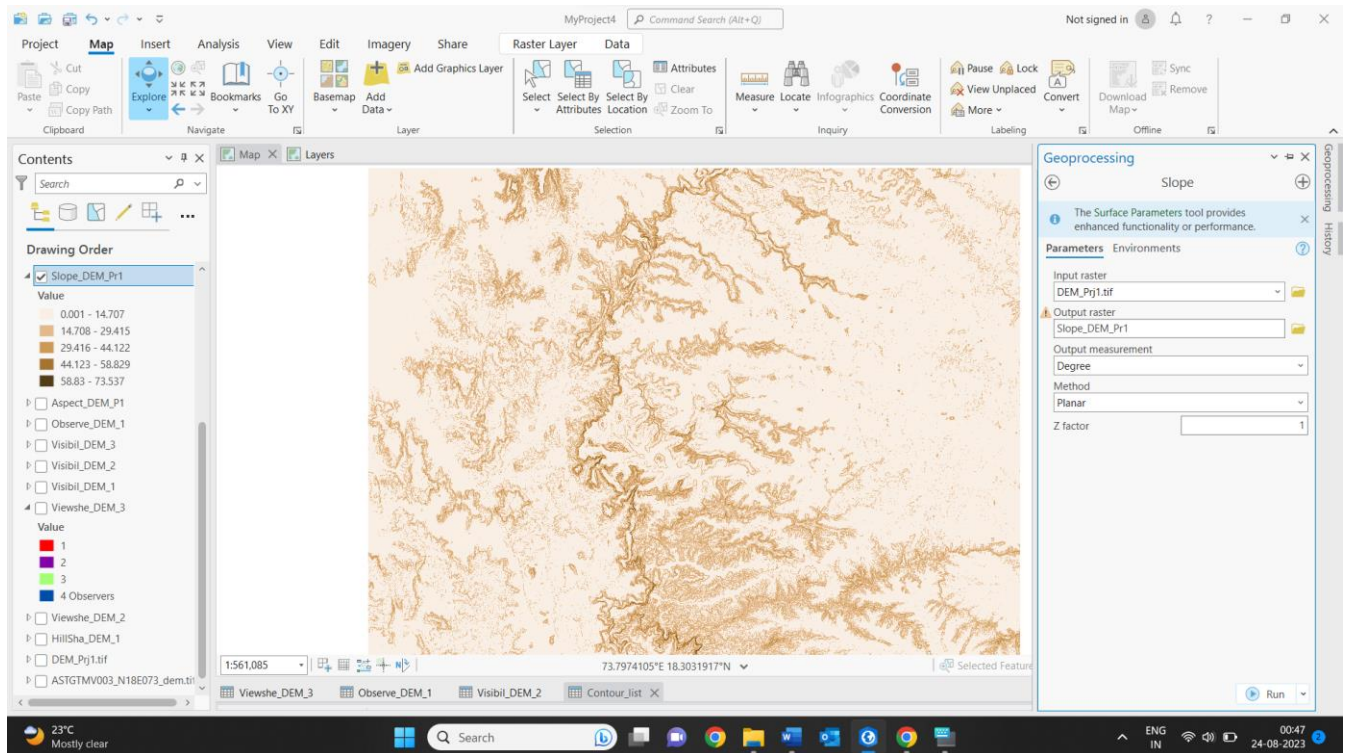 MyProject4
Command Search (Alt+Q)
Not signed in
?
Project Map Insert Analysis View Edit Imagery Share Raster Layer Data
Paste
Cut
Copy
Copy Path
Clipboard
Explore
Bookmarks
Go To XY
Navigate
Basemap
Add Data
Add Graphics Layer
Layer
Select
Select By Attributes
Select By Location
Attributes
Clear
Zoom To
Selection
Measure
Locate
Infographics
Coordinate Conversion
Inquiry
Pause
Lock
View Unplaced
More
Convert
Labeling
Download Map
Sync
Remove
Offline
Contents
Search
Drawing Order
Slope_DEM_Pr1
Value
0.001 - 14.707
14.708 - 29.415
29.416 - 44.122
44.123 - 58.829
58.83 - 73.537
Aspect_DEM_P1
Observe_DEM_1
Visibil_DEM_3
Visibil_DEM_2
Visibil_DEM_1
Viewshe_DEM_3
Value
1
2
3
4 Observers
Viewshe_DEM_2
HillSha_DEM_1
DEM_Prj1.tif
ASTGTMV003_N18E073_dem.tif
Map Layers
1:561,085
73.7974105°E 18.3031917°N
Selected Feature
Viewshe_DEM_3 Observe_DEM_1 Visibil_DEM_2 Contour_list
Geoprocessing
Slope
The Surface Parameters tool provides
enhanced functionality or performance.
Parameters Environments
Input raster
DEM_Prj1.tif
Output raster
Slope_DEM_Pr1
Output measurement
Degree
Method
Planar
Z factor 1
Run
Geoprocessing
History
23°C
Mostly clear
Search
ENG
IN
00:47
24-08-2023
2